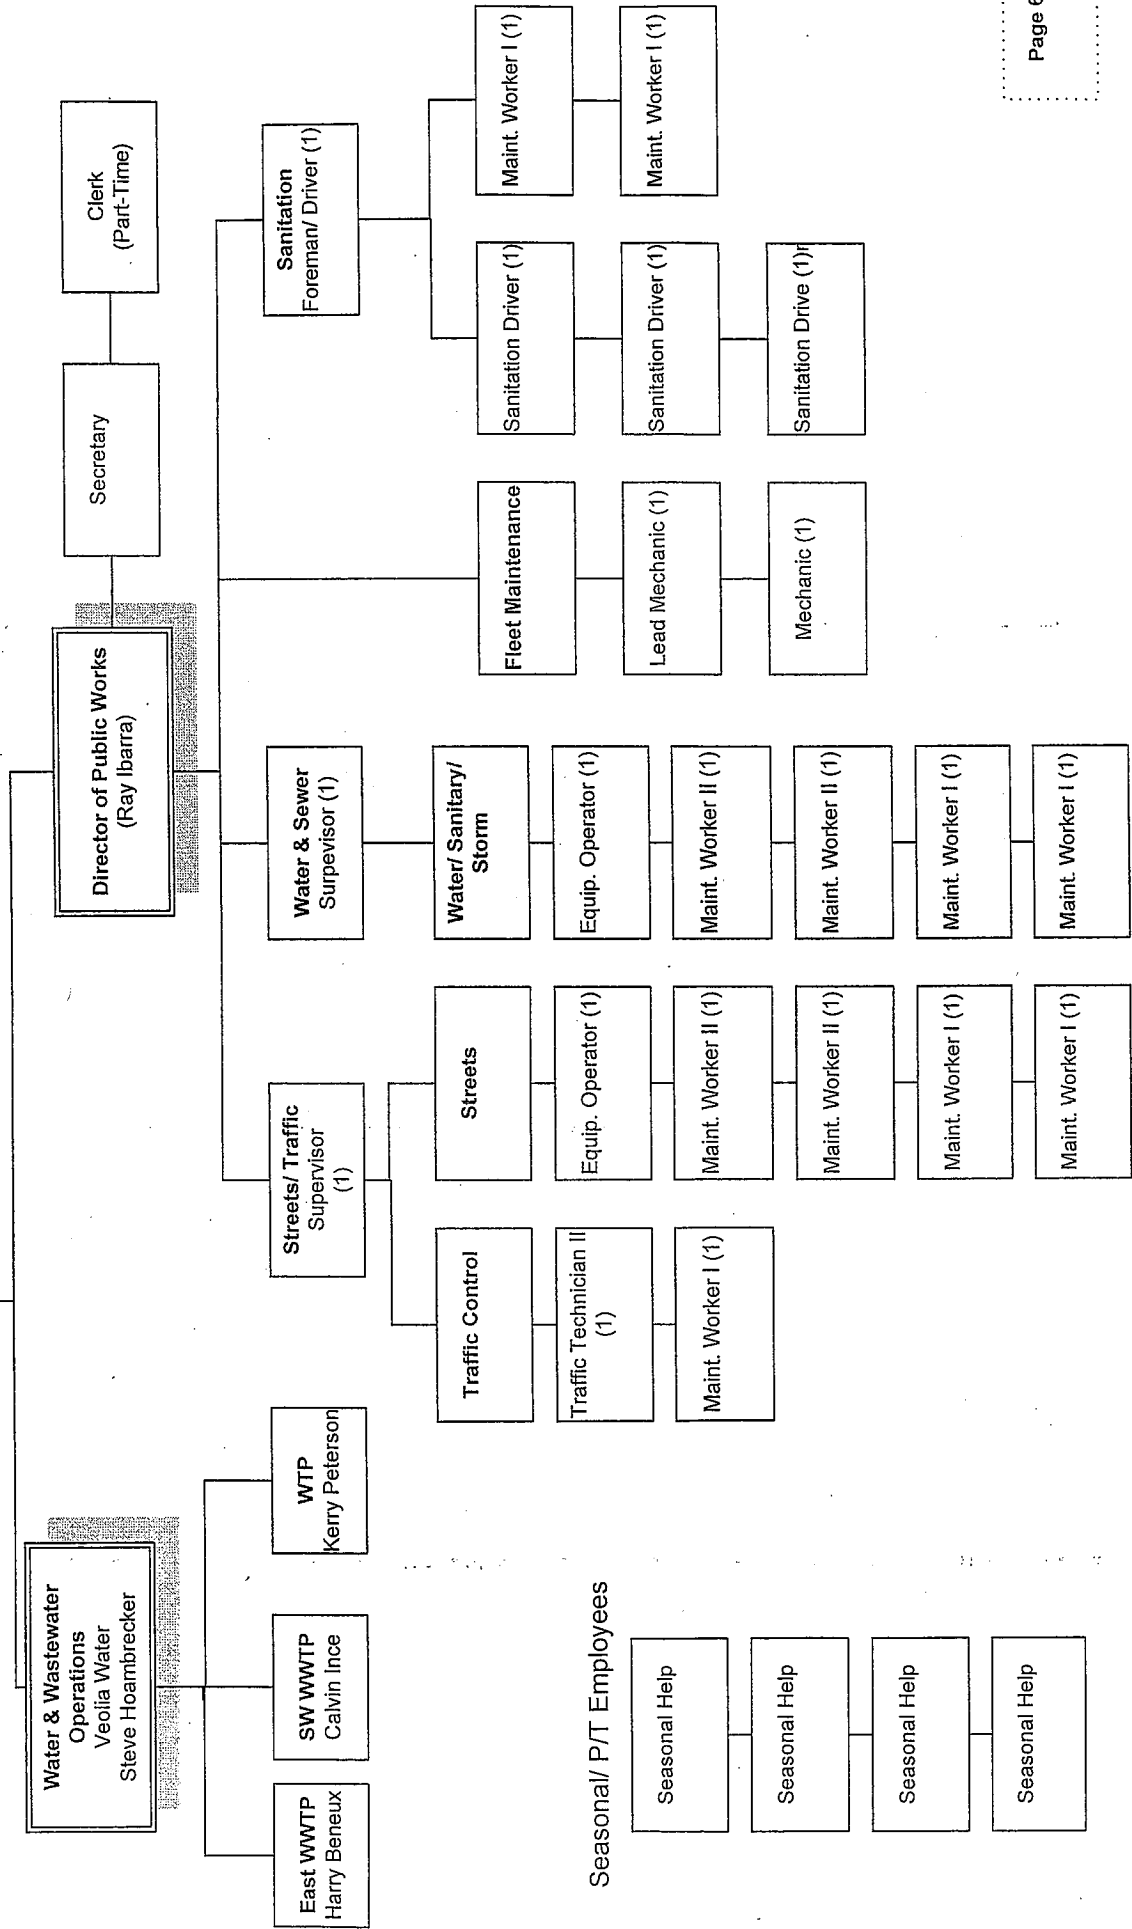 Water & Wastewater
Operations
Veolia Water
Steve Hoambrecker
Director of Public Works
(Ray Ibarra)
Secretary
Clerk
(Part-Time)
East WWTP
Harry Beneux
SW WWTP
Calvin Ince
WTP
Kerry Peterson
Streets/ Traffic
Supervisor
(1)
Water & Sewer
Surpevisor (1)
Sanitation
Foreman/ Driver (1)
Traffic Control
Traffic Technician II
(1)
Maint. Worker I (1)
Streets
Equip. Operator (1)
Maint. Worker II (1)
Maint. Worker II (1)
Maint. Worker I (1)
Maint. Worker I (1)
Water/ Sanitary/
Storm
Equip. Operator (1)
Maint. Worker II (1)
Maint. Worker II (1)
Maint. Worker I (1)
Maint. Worker I (1)
Fleet Maintenance
Lead Mechanic (1)
Mechanic (1)
Sanitation Driver (1)
Sanitation Driver (1)
Sanitation Drive (1)r
Maint. Worker I (1)
Maint. Worker I (1)
Seasonal/ P/T Employees
Seasonal Help
Seasonal Help
Seasonal Help
Seasonal Help
Page 6